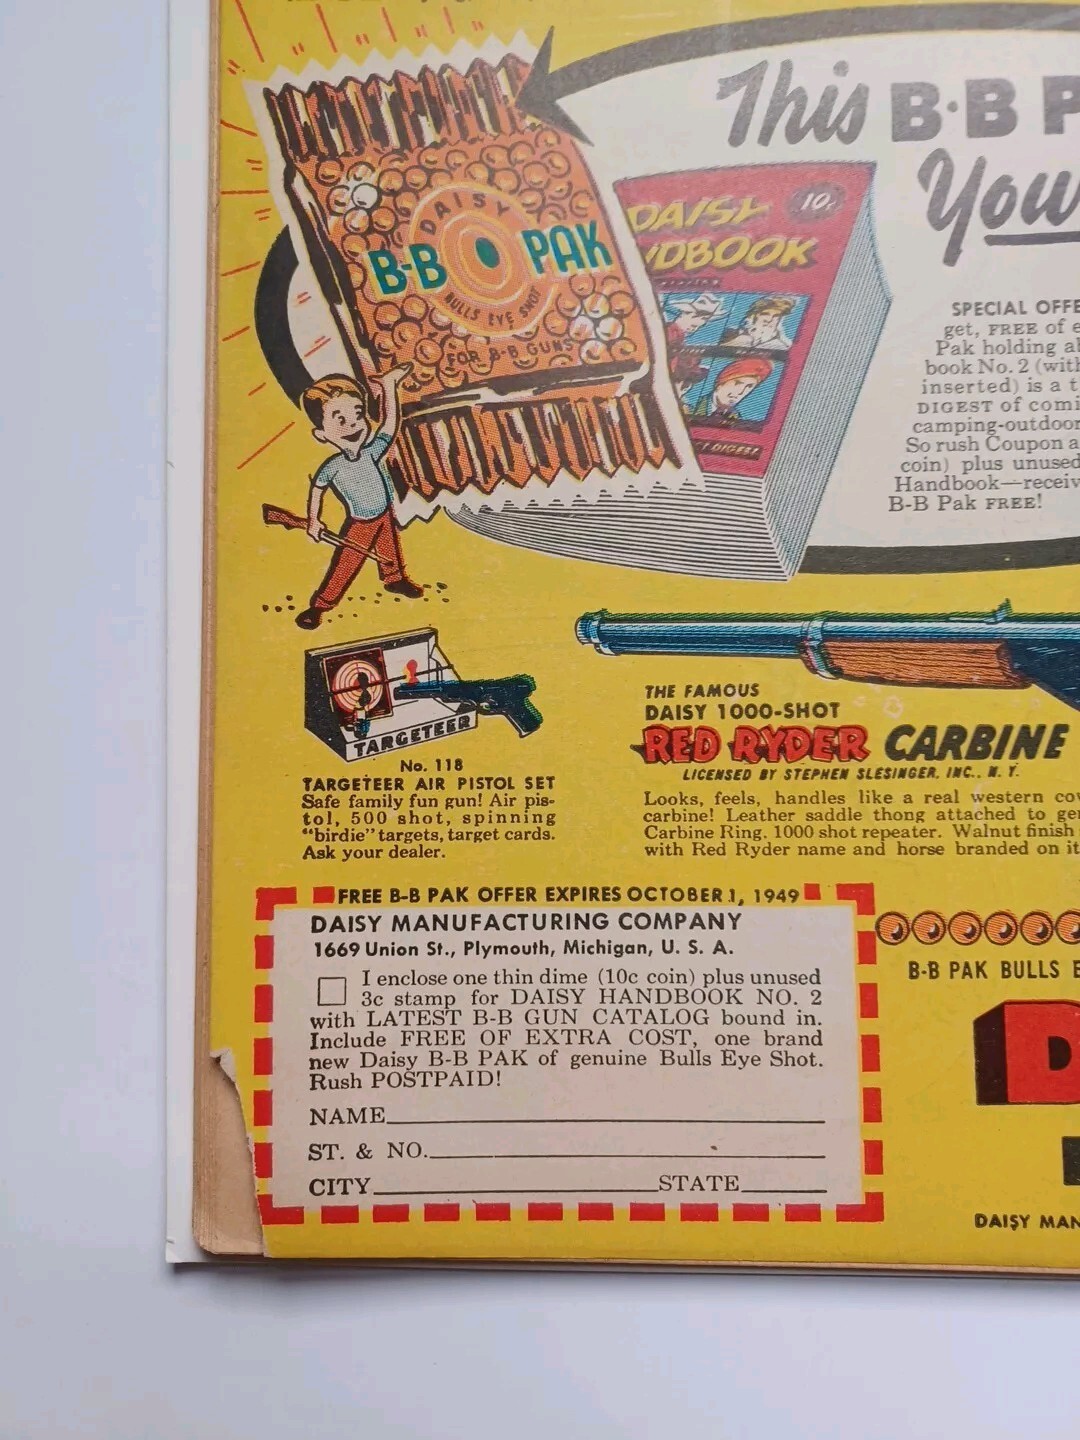 This B·B P
You
DAISY
B-B PAK
BULLS EYE SHOT
FOR B-B GUNS
DAISY 10¢
NDBOOK
DIGEST
SPECIAL OFFE
get, FREE of e
Pak holding ab
book No. 2 (with
inserted) is a t
DIGEST of comi
camping-outdoor
So rush Coupon a
coin) plus unused
Handbook—receiv
B-B Pak FREE!
TARGETEER
No. 118
TARGETEER AIR PISTOL SET
Safe family fun gun! Air pis-
tol, 500 shot, spinning
"birdie" targets, target cards.
Ask your dealer.
THE FAMOUS
DAISY 1000-SHOT
RED RYDER CARBINE
LICENSED BY STEPHEN SLESINGER, INC., N. Y.
Looks, feels, handles like a real western cow
carbine! Leather saddle thong attached to gen
Carbine Ring. 1000 shot repeater. Walnut finish
with Red Ryder name and horse branded on it
FREE B-B PAK OFFER EXPIRES OCTOBER 1, 1949
DAISY MANUFACTURING COMPANY
1669 Union St., Plymouth, Michigan, U. S. A.
I enclose one thin dime (10c coin) plus unused
3c stamp for DAISY HANDBOOK NO. 2
with LATEST B-B GUN CATALOG bound in.
Include FREE OF EXTRA COST, one brand
new Daisy B-B PAK of genuine Bulls Eye Shot.
Rush POSTPAID!
NAME
ST. & NO.
CITY STATE
B-B PAK BULLS E
D
DAISY MAN